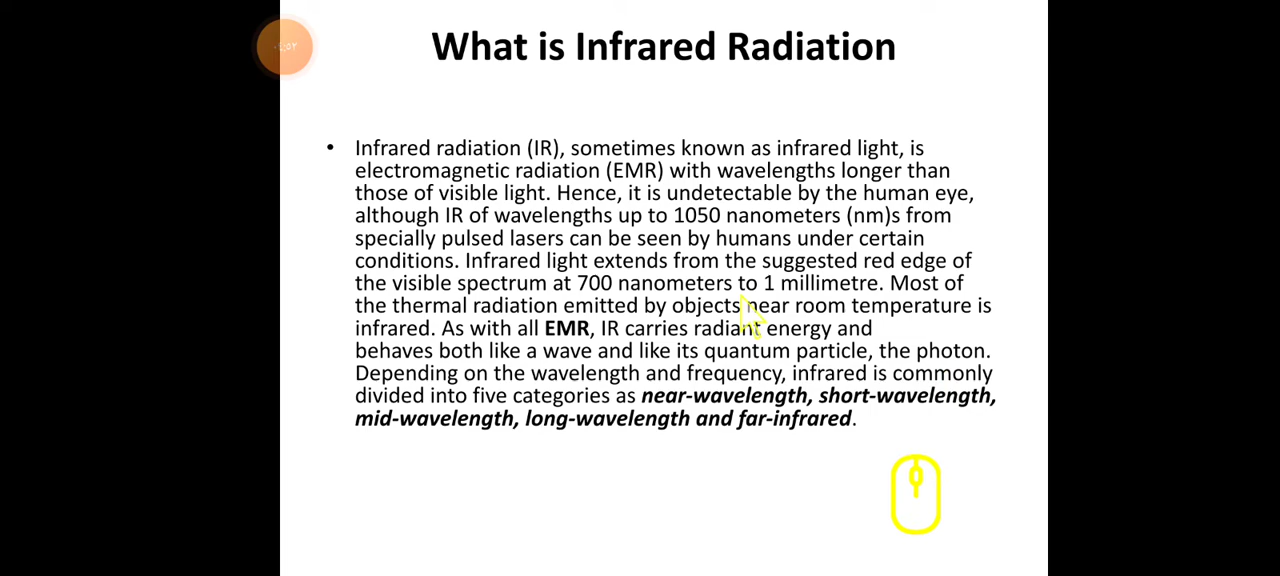 What is Infrared Radiation
• Infrared radiation (IR), sometimes known as infrared light, is
electromagnetic radiation (EMR) with wavelengths longer than
those of visible light. Hence, it is undetectable by the human eye,
although IR of wavelengths up to 1050 nanometers (nm)s from
specially pulsed lasers can be seen by humans under certain
conditions. Infrared light extends from the suggested red edge of
the visible spectrum at 700 nanometers to 1 millimetre. Most of
the thermal radiation emitted by objects near room temperature is
infrared. As with all EMR, IR carries radiant energy and
behaves both like a wave and like its quantum particle, the photon.
Depending on the wavelength and frequency, infrared is commonly
divided into five categories as near-wavelength, short-wavelength,
mid-wavelength, long-wavelength and far-infrared.